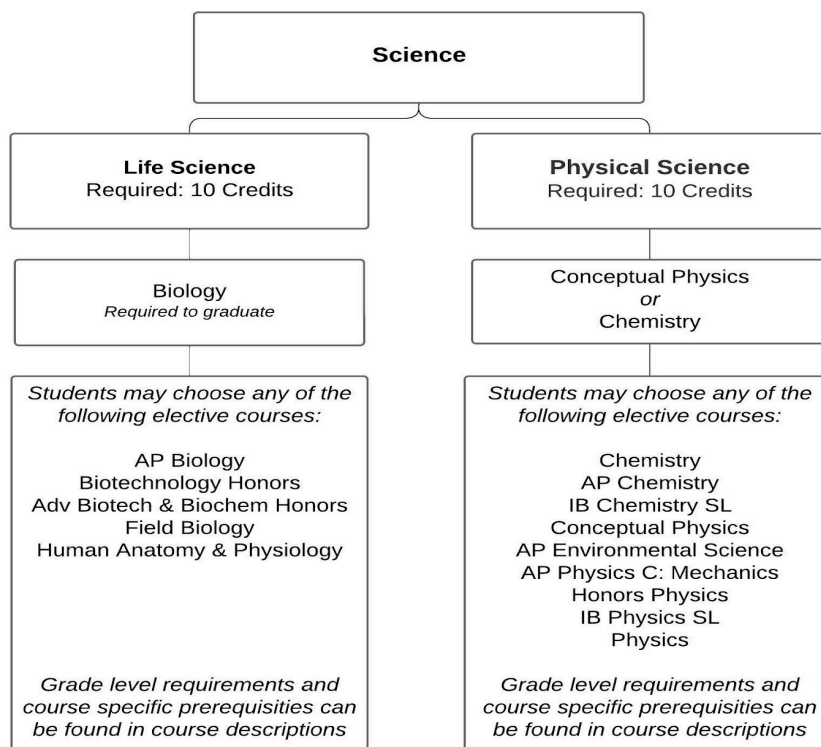 Science
Life Science
Required: 10 Credits
Biology
Required to graduate
Students may choose any of the
following elective courses:
AP Biology
Biotechnology Honors
Adv Biotech & Biochem Honors
Field Biology
Human Anatomy & Physiology
Grade level requirements and
course specific prerequisities can
be found in course descriptions
Physical Science
Required: 10 Credits
Conceptual Physics
or
Chemistry
Students may choose any of the
following elective courses:
Chemistry
AP Chemistry
IB Chemistry SL
Conceptual Physics
AP Environmental Science
AP Physics C: Mechanics
Honors Physics
IB Physics SL
Physics
Grade level requirements and
course specific prerequisities can
be found in course descriptions